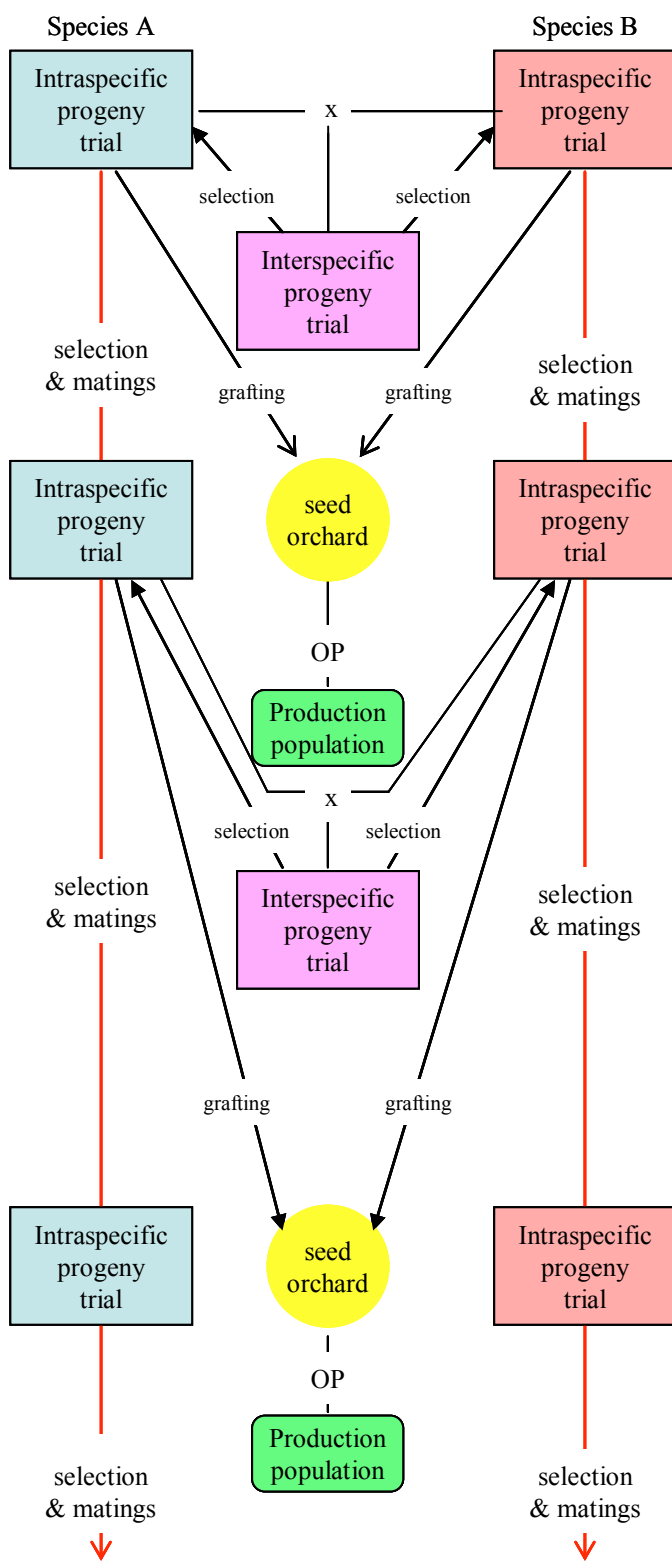 Species A
Species B
Intraspecific
progeny
trial
x
Intraspecific
progeny
trial
selection
selection
Interspecific
progeny
trial
selection
& matings
grafting
grafting
selection
& matings
Intraspecific
progeny
trial
seed
orchard
Intraspecific
progeny
trial
OP
Production
population
x
selection
selection
selection
& matings
Interspecific
progeny
trial
selection
& matings
grafting
grafting
Intraspecific
progeny
trial
seed
orchard
Intraspecific
progeny
trial
OP
Production
population
selection
& matings
selection
& matings